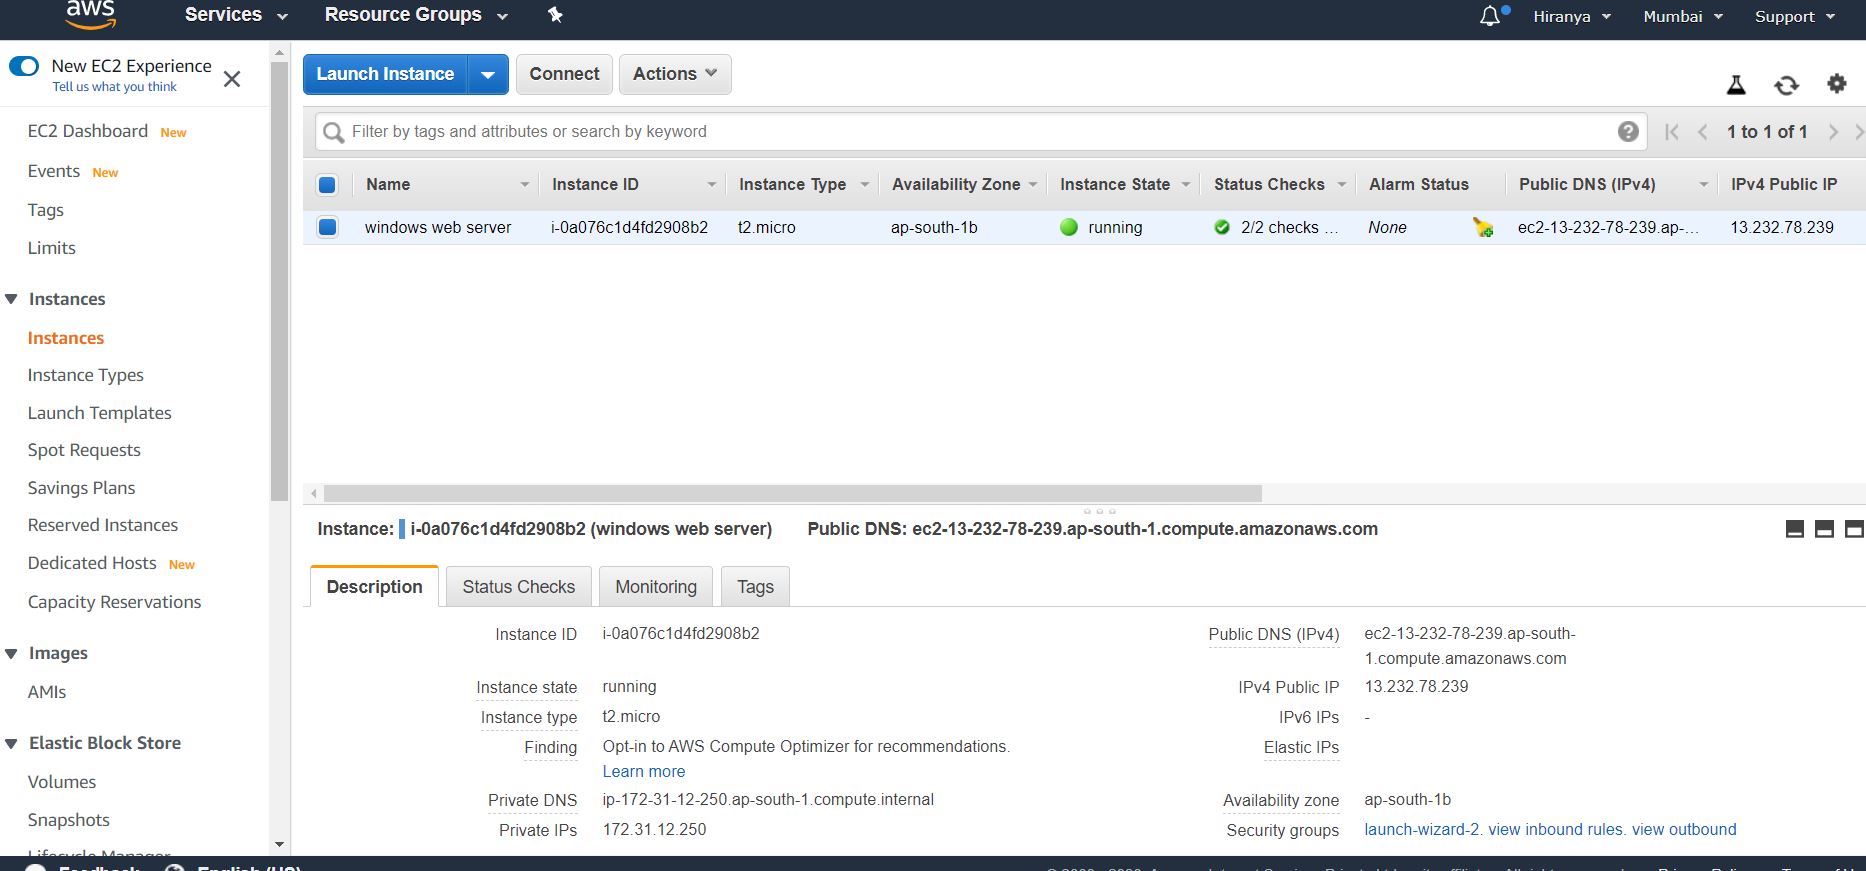 aws Services Resource Groups Hiranya Mumbai Support
New EC2 Experience
Tell us what you think
EC2 Dashboard New
Events New
Tags
Limits
Instances
Instances
Instance Types
Launch Templates
Spot Requests
Savings Plans
Reserved Instances
Dedicated Hosts New
Capacity Reservations
Images
AMIs
Elastic Block Store
Volumes
Snapshots
Lifecycle Manager
Launch Instance Connect Actions
Filter by tags and attributes or search by keyword 1 to 1 of 1
Name Instance ID Instance Type Availability Zone Instance State Status Checks Alarm Status Public DNS (IPv4) IPv4 Public IP
windows web server i-0a076c1d4fd2908b2 t2.micro ap-south-1b running 2/2 checks ... None ec2-13-232-78-239.ap-... 13.232.78.239
Instance: i-0a076c1d4fd2908b2 (windows web server) Public DNS: ec2-13-232-78-239.ap-south-1.compute.amazonaws.com
Description Status Checks Monitoring Tags
Instance ID i-0a076c1d4fd2908b2
Instance state running
Instance type t2.micro
Finding Opt-in to AWS Compute Optimizer for recommendations.
Learn more
Private DNS ip-172-31-12-250.ap-south-1.compute.internal
Private IPs 172.31.12.250
Public DNS (IPv4) ec2-13-232-78-239.ap-south-
1.compute.amazonaws.com
IPv4 Public IP 13.232.78.239
IPv6 IPs -
Elastic IPs
Availability zone ap-south-1b
Security groups launch-wizard-2. view inbound rules. view outbound
Feedback English (US)